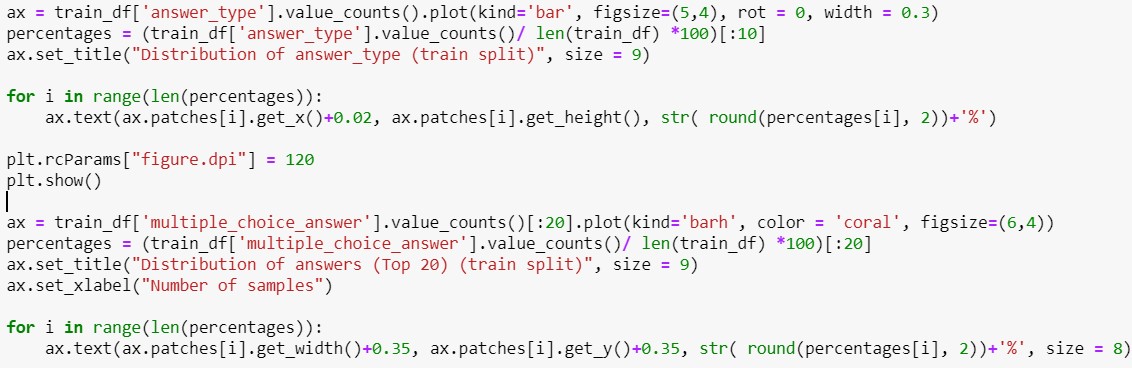 ax = train_df['answer_type'].value_counts().plot(kind='bar', figsize=(5,4), rot = 0, width = 0.3)
percentages = (train_df['answer_type'].value_counts()/ len(train_df) *100)[:10]
ax.set_title("Distribution of answer_type (train split)", size = 9)
for i in range(len(percentages)):
    ax.text(ax.patches[i].get_x()+0.02, ax.patches[i].get_height(), str( round(percentages[i], 2))+'%')
plt.rcParams["figure.dpi"] = 120
plt.show()
ax = train_df['multiple_choice_answer'].value_counts()[:20].plot(kind='barh', color = 'coral', figsize=(6,4))
percentages = (train_df['multiple_choice_answer'].value_counts()/ len(train_df) *100)[:20]
ax.set_title("Distribution of answers (Top 20) (train split)", size = 9)
ax.set_xlabel("Number of samples")
for i in range(len(percentages)):
    ax.text(ax.patches[i].get_width()+0.35, ax.patches[i].get_y()+0.35, str( round(percentages[i], 2))+'%', size = 8)